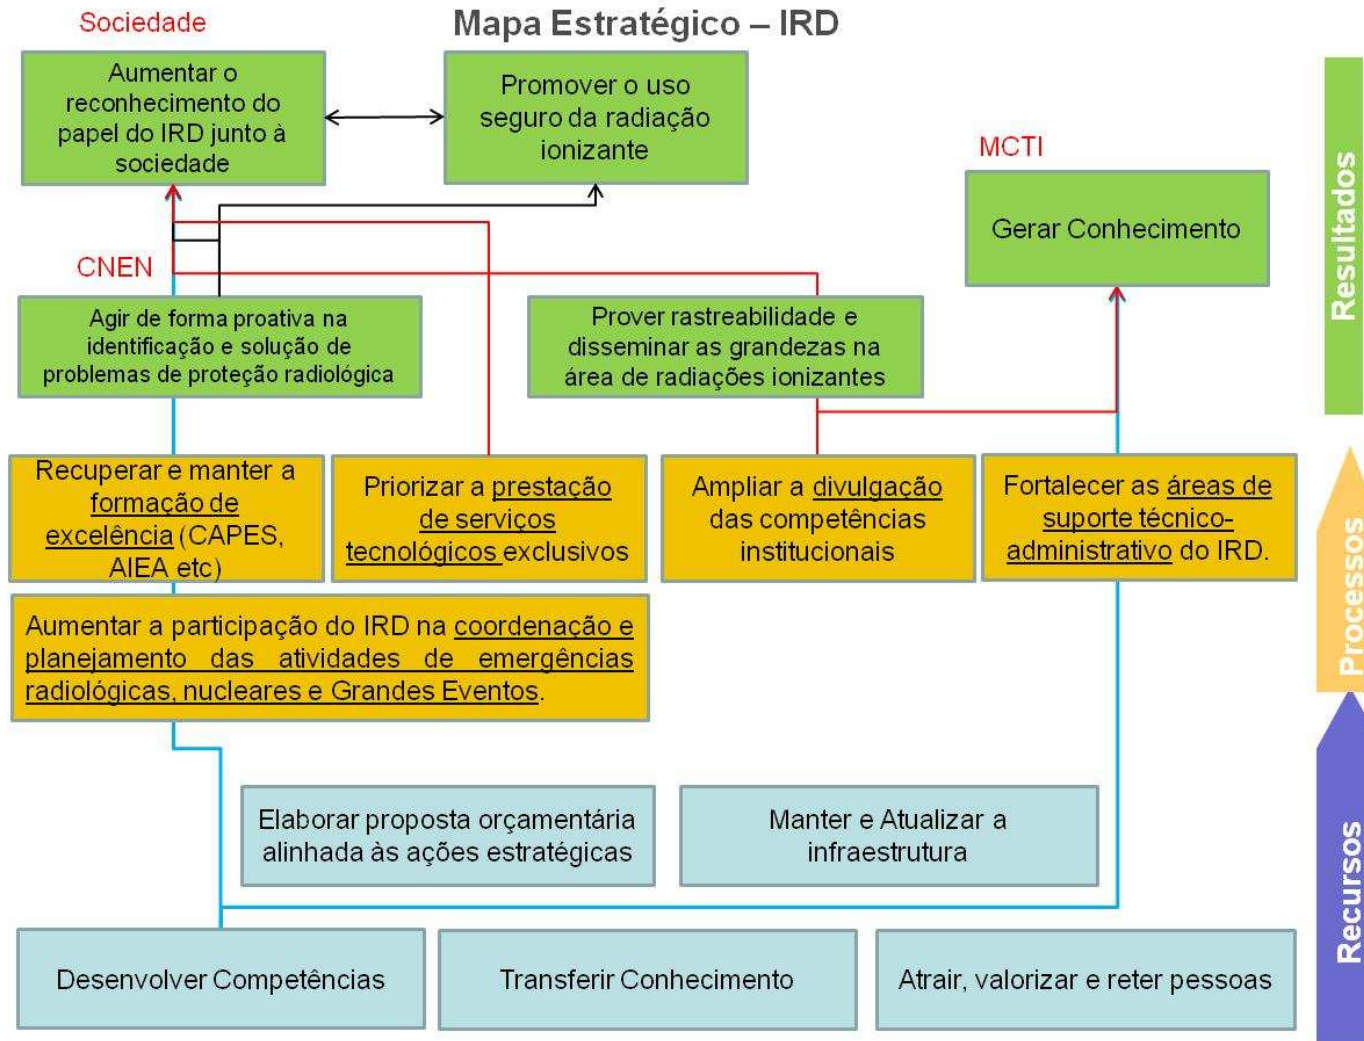 Sociedade
Mapa Estratégico – IRD
Aumentar o
reconhecimento do
papel do IRD junto à
sociedade
Promover o uso
seguro da radiação
ionizante
MCTI
Gerar Conhecimento
CNEN
Agir de forma proativa na
identificação e solução de
problemas de proteção radiológica
Prover rastreabilidade e
disseminar as grandezas na
área de radiações ionizantes
Resultados
Recuperar e manter a
formação de
excelência (CAPES,
AIEA etc)
Priorizar a prestação
de serviços
tecnológicos exclusivos
Ampliar a divulgação
das competências
institucionais
Fortalecer as áreas de
suporte técnico-
administrativo do IRD.
Aumentar a participação do IRD na coordenação e
planejamento das atividades de emergências
radiológicas, nucleares e Grandes Eventos.
Processos
Elaborar proposta orçamentária
alinhada às ações estratégicas
Manter e Atualizar a
infraestrutura
Desenvolver Competências
Transferir Conhecimento
Atrair, valorizar e reter pessoas
Recursos